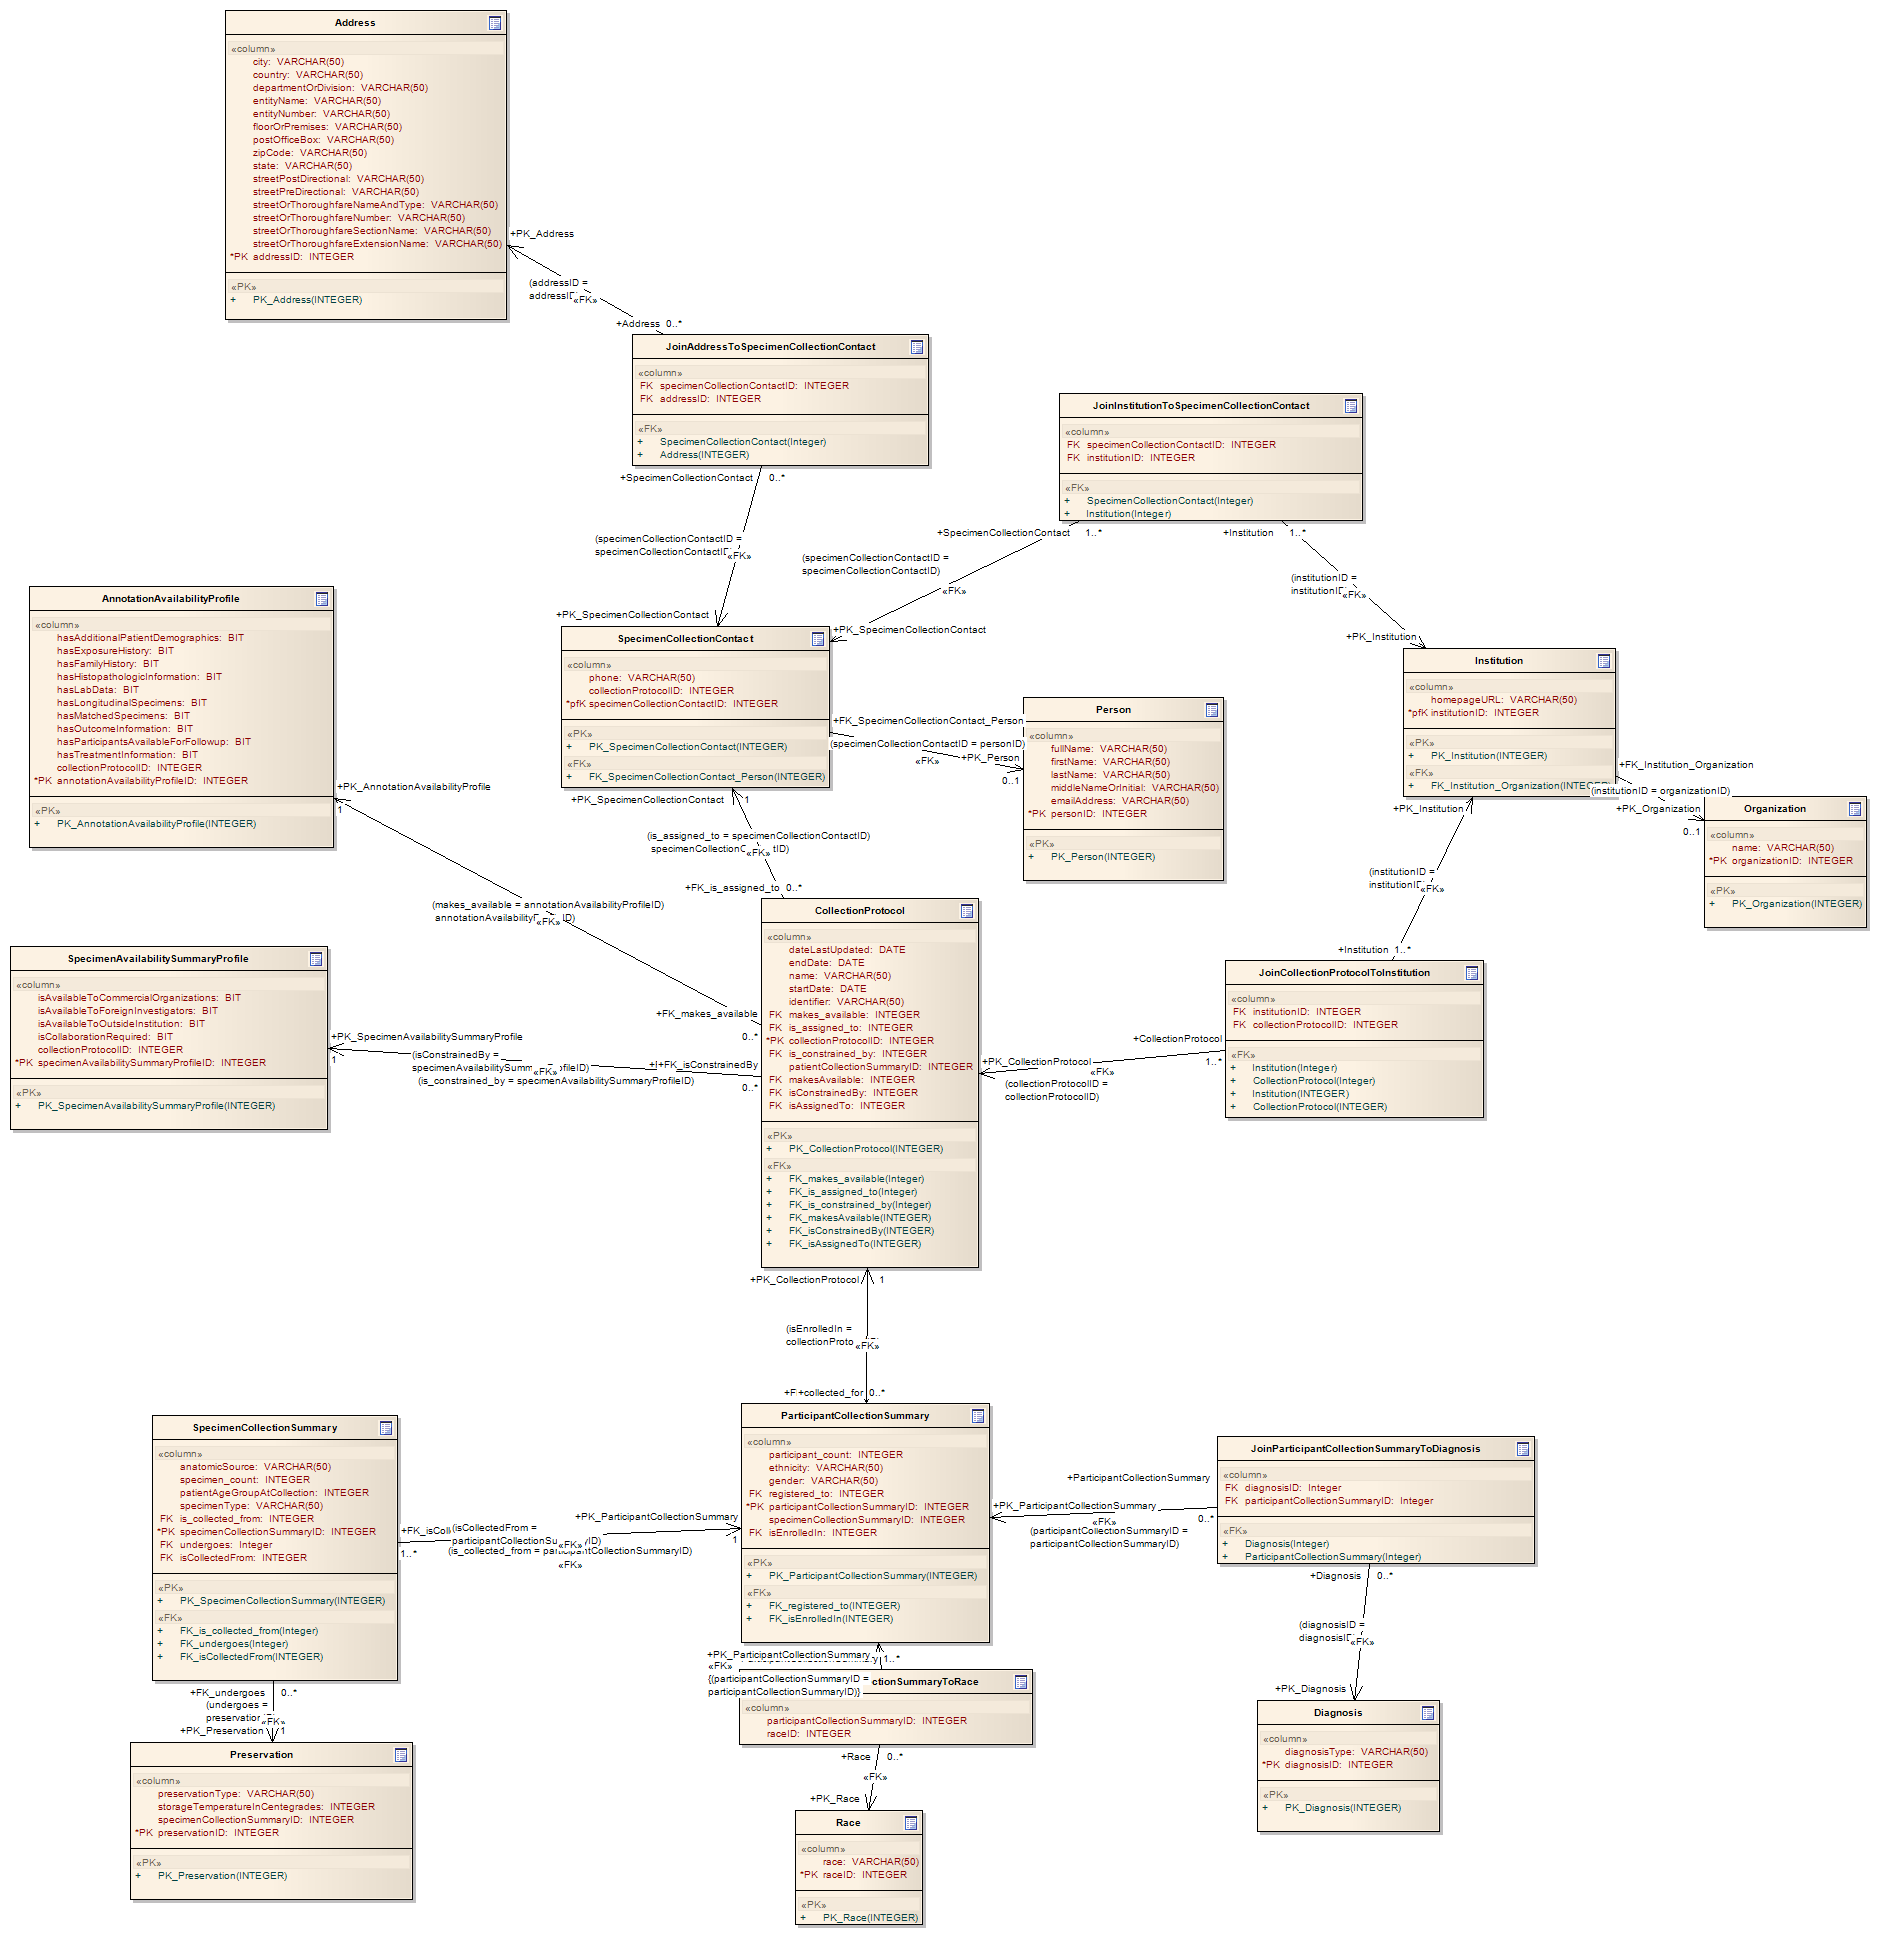 Address
«column»
city: VARCHAR(50)
country: VARCHAR(50)
departmentOrDivision: VARCHAR(50)
entityName: VARCHAR(50)
entityNumber: VARCHAR(50)
floorOrPremises: VARCHAR(50)
postOfficeBox: VARCHAR(50)
zipCode: VARCHAR(50)
state: VARCHAR(50)
streetPostDirectional: VARCHAR(50)
streetPreDirectional: VARCHAR(50)
streetOrThoroughfareNameAndType: VARCHAR(50)
streetOrThoroughfareNumber: VARCHAR(50)
streetOrThoroughfareSectionName: VARCHAR(50)
streetOrThoroughfareExtensionName: VARCHAR(50)
*PK addressID: INTEGER
«PK»
+ PK_Address(INTEGER)
+PK_Address
(addressID =
addressID
«FK»
+Address 0..*
JoinAddressToSpecimenCollectionContact
«column»
FK specimenCollectionContactID: INTEGER
FK addressID: INTEGER
«FK»
+ SpecimenCollectionContact(Integer)
+ Address(INTEGER)
+SpecimenCollectionContact 0..*
(specimenCollectionContactID =
specimenCollectionContactID
«FK»
+PK_SpecimenCollectionContact
JoinInstitutionToSpecimenCollectionContact
«column»
FK specimenCollectionContactID: INTEGER
FK institutionID: INTEGER
«FK»
+ SpecimenCollectionContact(Integer)
+ Institution(Integer)
+SpecimenCollectionContact 1..*
(specimenCollectionContactID =
specimenCollectionContactID)
«FK»
+PK_SpecimenCollectionContact
+Institution 1..*
(institutionID =
institutionID
«FK»
+PK_Institution
AnnotationAvailabilityProfile
«column»
hasAdditionalPatientDemographics: BIT
hasExposureHistory: BIT
hasFamilyHistory: BIT
hasHistopathologicInformation: BIT
hasLabData: BIT
hasLongitudinalSpecimens: BIT
hasMatchedSpecimens: BIT
hasOutcomeInformation: BIT
hasParticipantsAvailableForFollowup: BIT
hasTreatmentInformation: BIT
collectionProtocolID: INTEGER
*PK annotationAvailabilityProfileID: INTEGER
«PK»
+ PK_AnnotationAvailabilityProfile(INTEGER)
+PK_AnnotationAvailabilityProfile
1
SpecimenCollectionContact
«column»
phone: VARCHAR(50)
collectionProtocolID: INTEGER
*pfK specimenCollectionContactID: INTEGER
«PK»
+ PK_SpecimenCollectionContact(INTEGER)
«FK»
+ FK_SpecimenCollectionContact_Person(INTEGER)
+FK_SpecimenCollectionContact_Person
(specimenCollectionContactID = personID)
«FK»
+PK_Person
0..1
Person
«column»
fullName: VARCHAR(50)
firstName: VARCHAR(50)
lastName: VARCHAR(50)
middleNameOrInitial: VARCHAR(50)
emailAddress: VARCHAR(50)
*PK personID: INTEGER
«PK»
+ PK_Person(INTEGER)
Institution
«column»
homepageURL: VARCHAR(50)
*pfK institutionID: INTEGER
«PK»
+ PK_Institution(INTEGER)
«FK»
+ FK_Institution_Organization(INTEGER)
+FK_Institution_Organization
(institutionID = organizationID)
+PK_Organization
0..1
Organization
«column»
name: VARCHAR(50)
*PK organizationID: INTEGER
«PK»
+ PK_Organization(INTEGER)
+PK_Institution
(institutionID =
institutionID
«FK»
+Institution 1..*
+PK_SpecimenCollectionContact 1
(is_assigned_to = specimenCollectionContactID)
specimenCollectionC
tID)
«FK»
+FK_is_assigned_to 0..*
(makes_available = annotationAvailabilityProfileID)
annotationAvailabilityF
ID)
«FK»
+FK_makes_available
0..*
CollectionProtocol
«column»
dateLastUpdated: DATE
endDate: DATE
name: VARCHAR(50)
startDate: DATE
identifier: VARCHAR(50)
FK makes_available: INTEGER
FK is_assigned_to: INTEGER
*PK collectionProtocolID: INTEGER
FK is_constrained_by: INTEGER
patientCollectionSummaryID: INTEGER
FK makesAvailable: INTEGER
FK isConstrainedBy: INTEGER
FK isAssignedTo: INTEGER
«PK»
+ PK_CollectionProtocol(INTEGER)
«FK»
+ FK_makes_available(Integer)
+ FK_is_assigned_to(Integer)
+ FK_is_constrained_by(Integer)
+ FK_makesAvailable(INTEGER)
+ FK_isConstrainedBy(INTEGER)
+ FK_isAssignedTo(INTEGER)
SpecimenAvailabilitySummaryProfile
«column»
isAvailableToCommercialOrganizations: BIT
isAvailableToForeignInvestigators: BIT
isAvailableToOutsideInstitution: BIT
isCollaborationRequired: BIT
collectionProtocolID: INTEGER
*PK specimenAvailabilitySummaryProfileID: INTEGER
«PK»
+ PK_SpecimenAvailabilitySummaryProfile(INTEGER)
+PK_SpecimenAvailabilitySummaryProfile
1
(isConstrainedBy =
specimenAvailabilitySumm
ofileID)
«FK»
(is_constrained_by = specimenAvailabilitySummaryProfileID)
+FK_isConstrainedBy
0..*
JoinCollectionProtocolToInstitution
«column»
FK institutionID: INTEGER
FK collectionProtocolID: INTEGER
«FK»
+ Institution(Integer)
+ CollectionProtocol(Integer)
+ Institution(INTEGER)
+ CollectionProtocol(INTEGER)
+CollectionProtocol
1..*
+PK_CollectionProtocol
«FK»
(collectionProtocolID =
collectionProtocolID)
+PK_CollectionProtocol 1
(isEnrolledIn =
collectionProto
«FK»
+F
+collected_for 0..*
SpecimenCollectionSummary
«column»
anatomicSource: VARCHAR(50)
specimen_count: INTEGER
patientAgeGroupAtCollection: INTEGER
specimenType: VARCHAR(50)
FK is_collected_from: INTEGER
*PK specimenCollectionSummaryID: INTEGER
FK undergoes: Integer
FK isCollectedFrom: INTEGER
«PK»
+ PK_SpecimenCollectionSummary(INTEGER)
«FK»
+ FK_is_collected_from(Integer)
+ FK_undergoes(Integer)
+ FK_isCollectedFrom(INTEGER)
+FK_isColl
1..*
(isCollectedFrom =
participantCollectionSu
yID)
«FK»
(is_collected_from = participantCollectionSummaryID)
«FK»
+PK_ParticipantCollectionSummary
1
ParticipantCollectionSummary
«column»
participant_count: INTEGER
ethnicity: VARCHAR(50)
gender: VARCHAR(50)
FK registered_to: INTEGER
*PK participantCollectionSummaryID: INTEGER
specimenCollectionSummaryID: INTEGER
FK isEnrolledIn: INTEGER
«PK»
+ PK_ParticipantCollectionSummary(INTEGER)
«FK»
+ FK_registered_to(INTEGER)
+ FK_isEnrolledIn(INTEGER)
JoinParticipantCollectionSummaryToDiagnosis
«column»
FK diagnosisID: Integer
FK participantCollectionSummaryID: Integer
«FK»
+ Diagnosis(Integer)
+ ParticipantCollectionSummary(Integer)
+ParticipantCollectionSummary
0..*
+PK_ParticipantCollectionSummary
«FK»
(participantCollectionSummaryID =
participantCollectionSummaryID)
+Diagnosis 0..*
(diagnosisID =
diagnosisID
«FK»
+PK_Diagnosis
Diagnosis
«column»
diagnosisType: VARCHAR(50)
*PK diagnosisID: INTEGER
«PK»
+ PK_Diagnosis(INTEGER)
+FK_undergoes 0..*
(undergoes =
preservation
«FK»
+PK_Preservation 1
Preservation
«column»
preservationType: VARCHAR(50)
storageTemperatureInCentegrades: INTEGER
specimenCollectionSummaryID: INTEGER
*PK preservationID: INTEGER
«PK»
+ PK_Preservation(INTEGER)
+PK_ParticipantCollectionSummary
1..*
«FK»
{(participantCollectionSummaryID =
participantCollectionSummaryID)}
ctionSummaryToRace
«column»
participantCollectionSummaryID: INTEGER
raceID: INTEGER
+Race 0..*
«FK»
+PK_Race
Race
«column»
race: VARCHAR(50)
*PK raceID: INTEGER
«PK»
+ PK_Race(INTEGER)